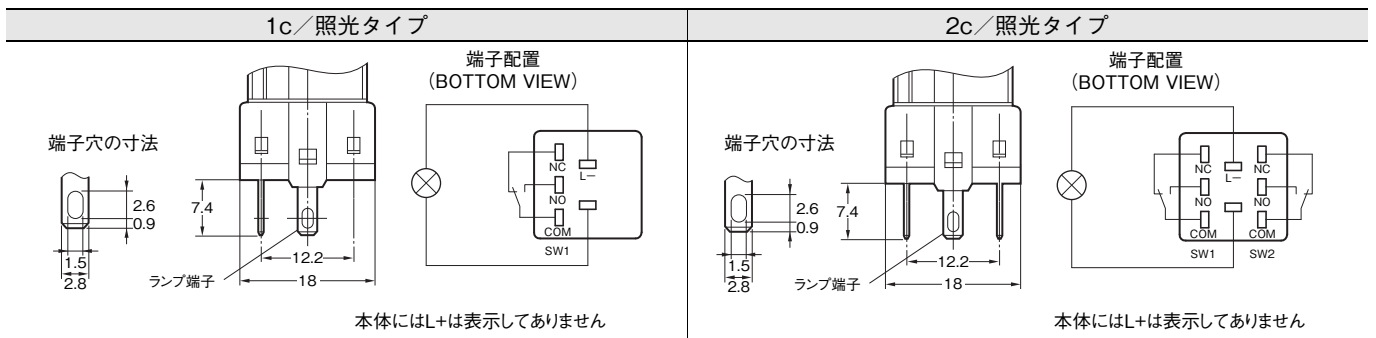 1c／照光タイプ
端子配置
(BOTTOM VIEW)
端子穴の寸法
2.6
0.9
1.5
2.8
7.4
12.2
18
ランプ端子
NC
L−
NO
COM
SW1
本体にはL+は表示してありません
2c／照光タイプ
端子配置
(BOTTOM VIEW)
端子穴の寸法
2.6
0.9
1.5
2.8
7.4
12.2
18
ランプ端子
NC L− NC
NO NO
COM COM
SW1 SW2
本体にはL+は表示してありません